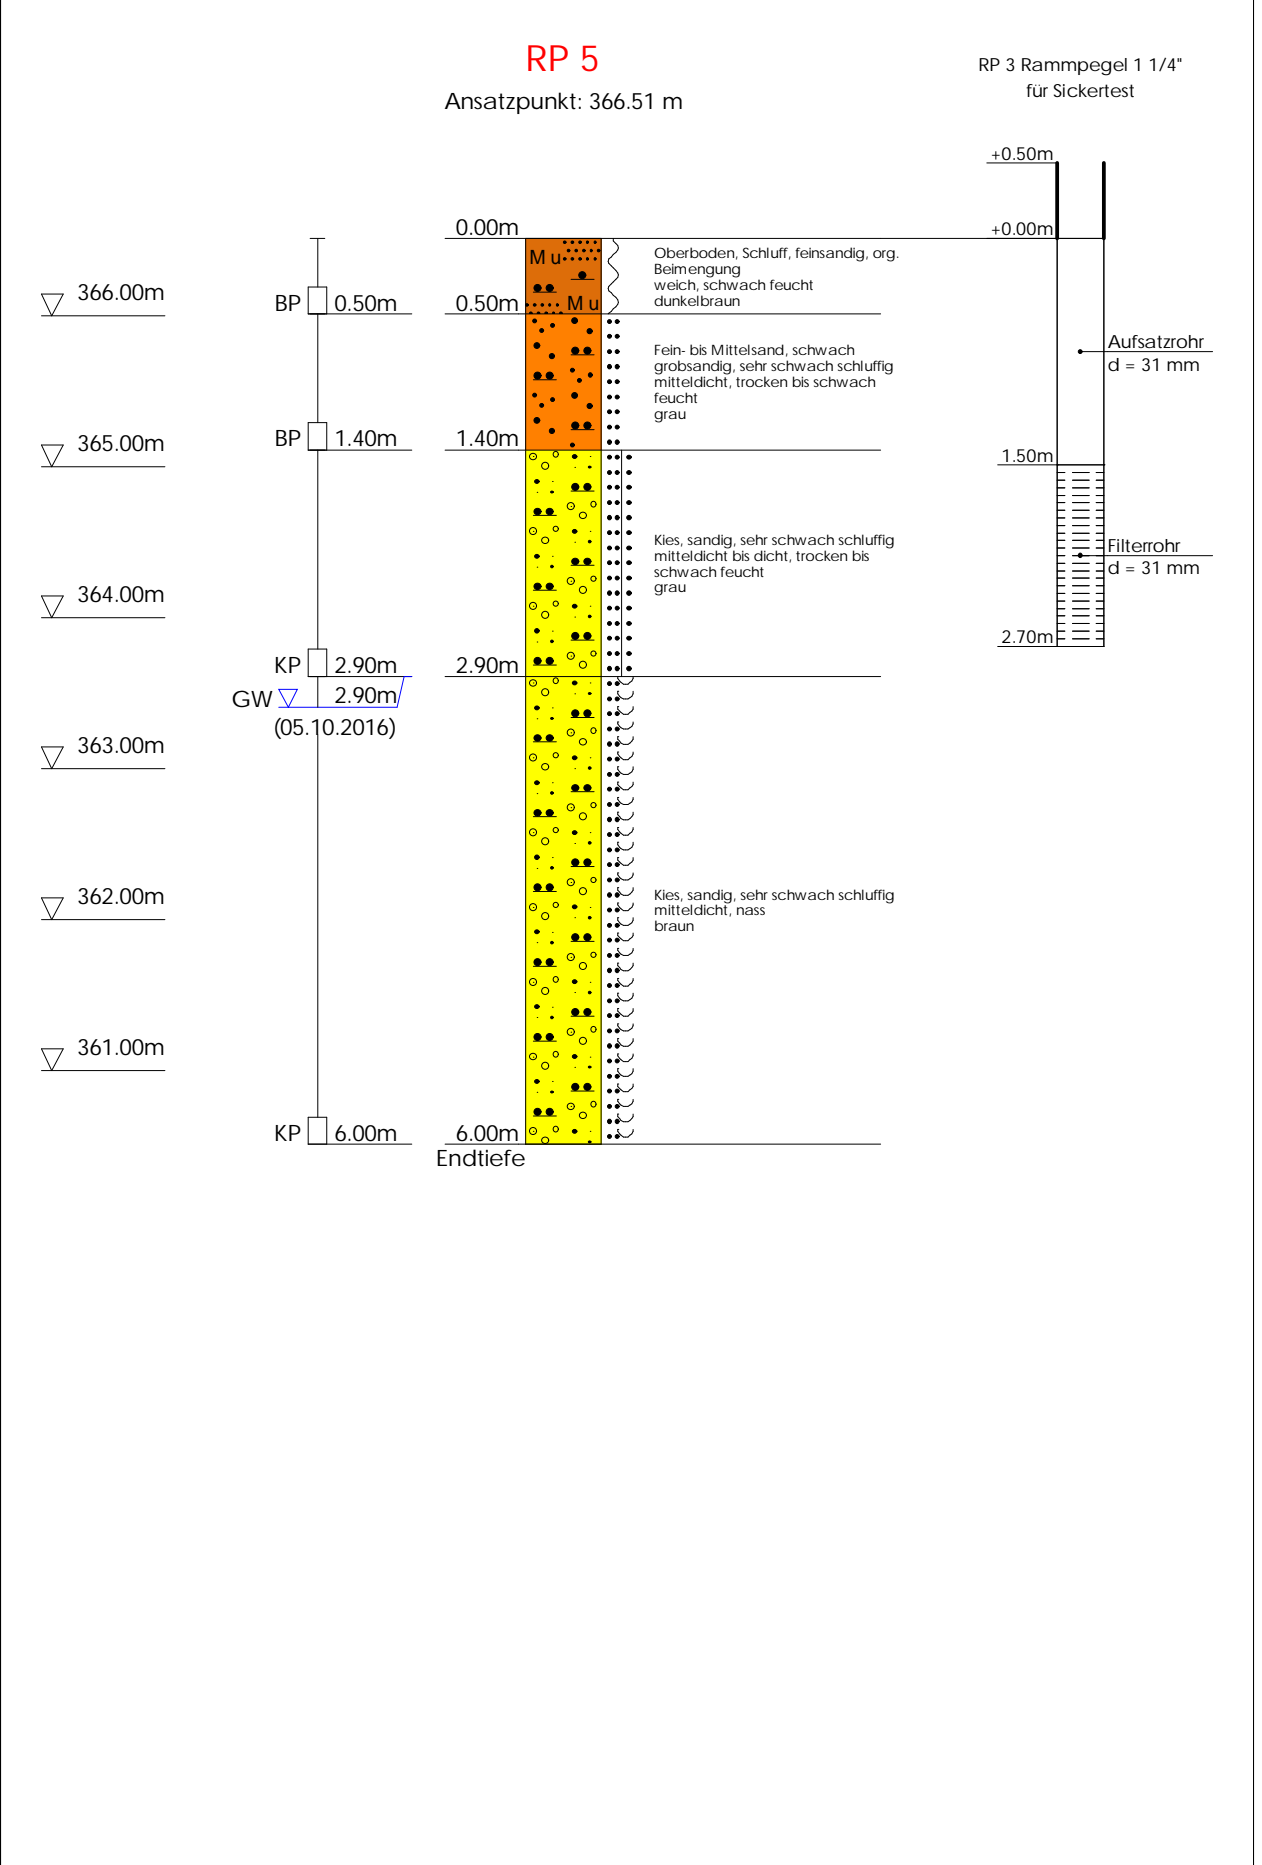 RP 5
Ansatzpunkt: 366.51 m
RP 3 Rammpegel 1 1/4"
für Sickertest
+0.50m
+0.00m
1.50m
2.70m
Aufsatzrohr
d = 31 mm
Filterrohr
d = 31 mm
366.00m
365.00m
364.00m
363.00m
362.00m
361.00m
BP 0.50m
BP 1.40m
KP 2.90m
GW 2.90m
(05.10.2016)
KP 6.00m
0.00m
0.50m
1.40m
2.90m
6.00m
Endtiefe
Mu
Mu
Oberboden, Schluff, feinsandig, org.
Beimengung
weich, schwach feucht
dunkelbraun
Fein- bis Mittelsand, schwach
grobsandig, sehr schwach schluffig
mitteldicht, trocken bis schwach
feucht
grau
Kies, sandig, sehr schwach schluffig
mitteldicht bis dicht, trocken bis
schwach feucht
grau
Kies, sandig, sehr schwach schluffig
mitteldicht, nass
braun